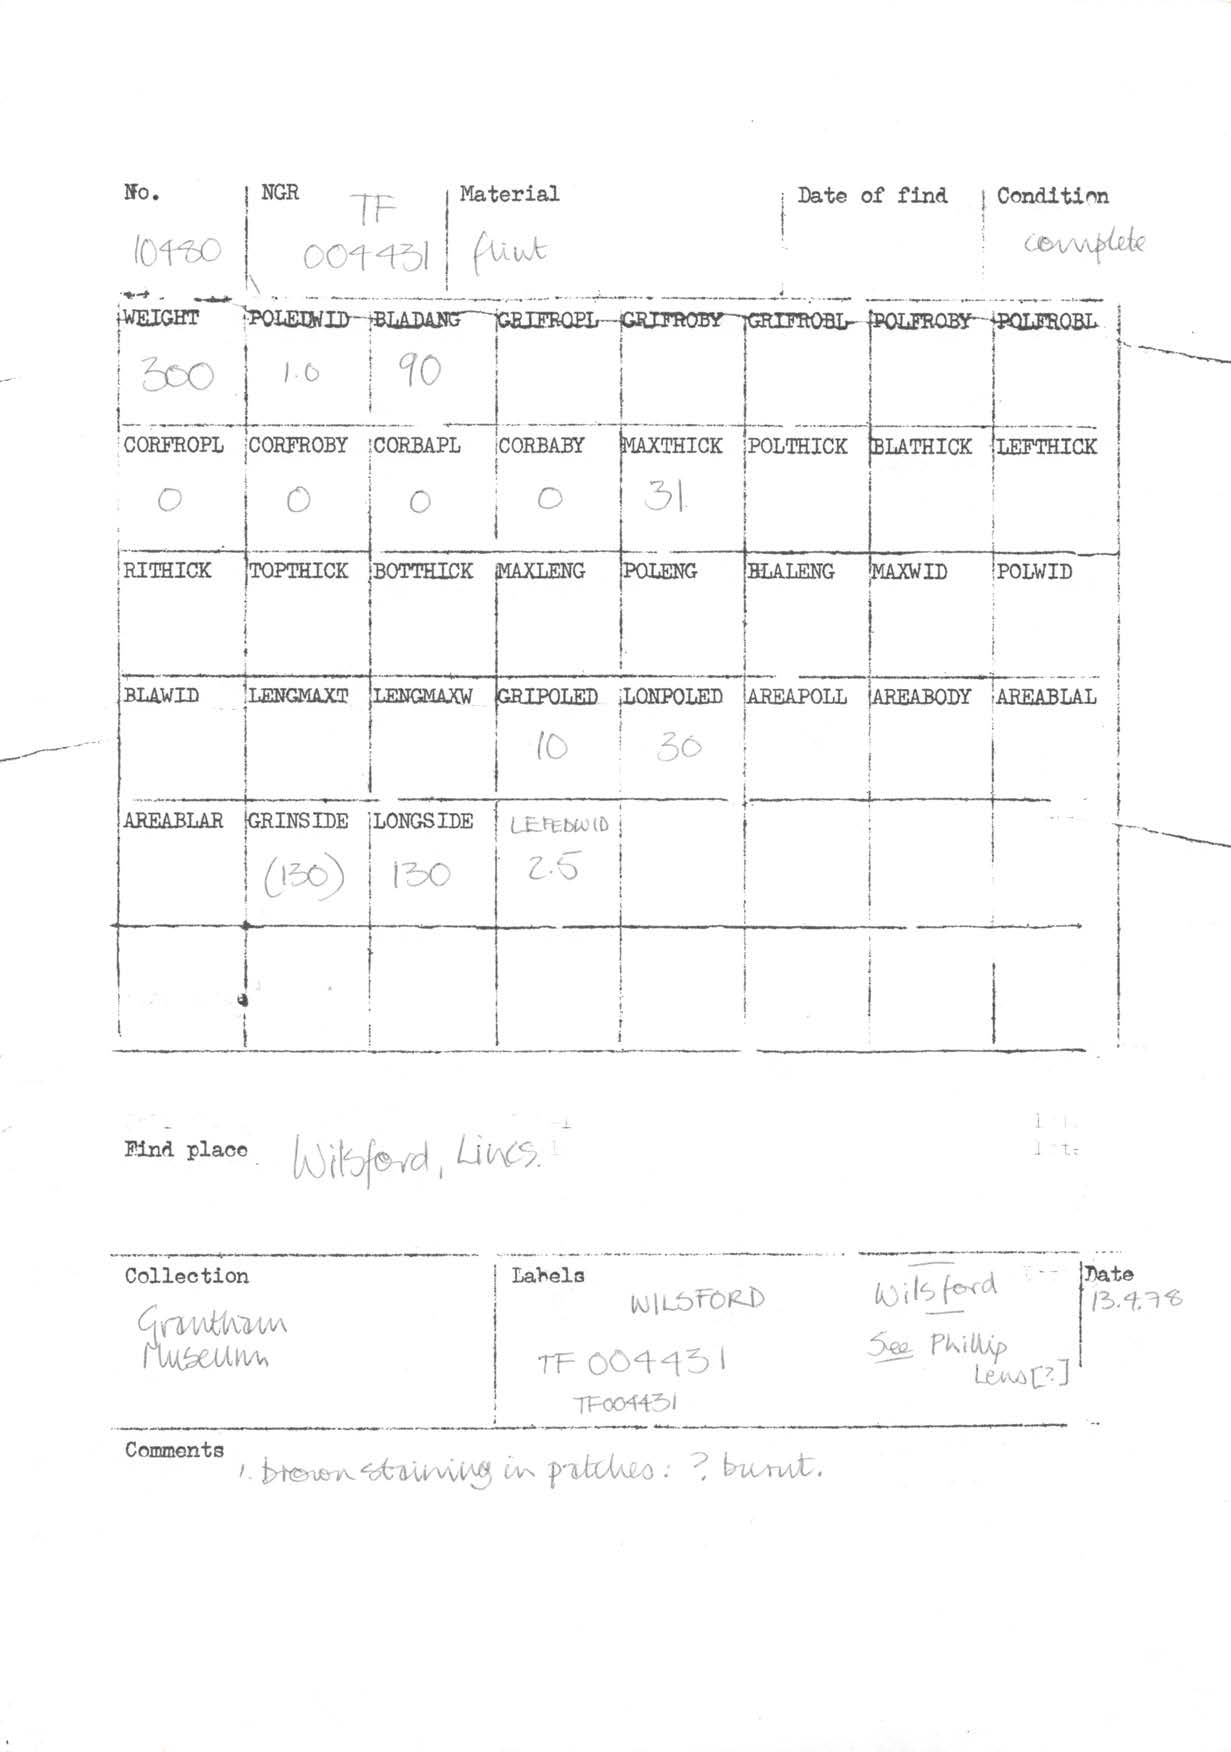 No. NGR Material Date of find Condition
10480 TF 004431 flint complete
WEIGHT POLEDWID BLADANG GRIFROPL GRIFROBY GRIFROBL POLFROBY POLFROBL
300 1.0 90
CORFROPL CORFROBY CORBAPL CORBABY MAXTHICK POLTHICK BLATHICK LEFTHICK
0 0 0 0 31
RITHICK TOPTHICK BOTTHICK MAXLENG POLENG BLALENG MAXWID POLWID
BLAWID LENGMAXT LENGMAXW GRIPOLED LONPOLED AREAPOLL AREABODY AREABLAL
10 30
AREABLAR GRINSIDE LONGSIDE LEFEDWID
(130) 130 2.5
Find place Wilsford, Lincs.
Collection Labels Date
Grantham
Museum
WILSFORD
TF 004431
TF004431
Wilsford
See Phillip
Lens[?]
13.4.78
Comments
1. brown staining in patches: ? burnt.